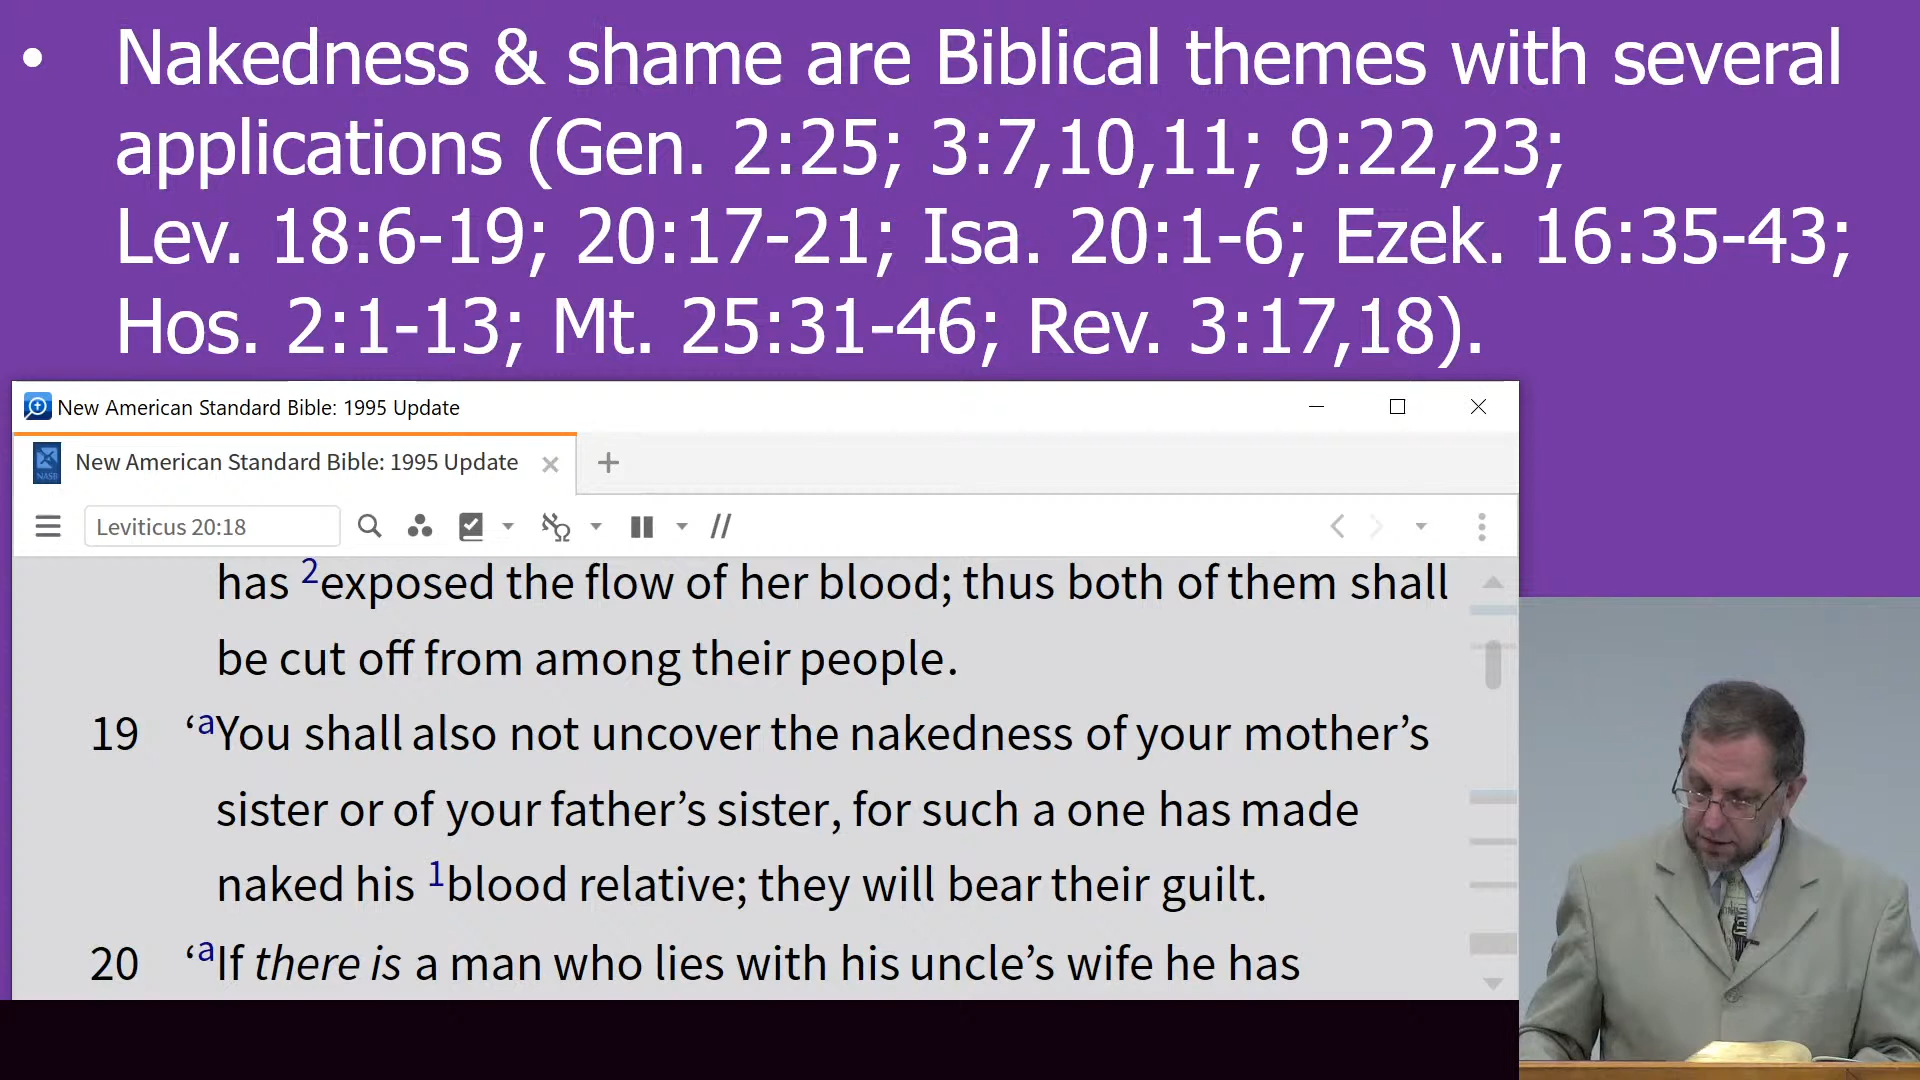 • Nakedness & shame are Biblical themes with several
applications (Gen. 2:25; 3:7,10,11; 9:22,23;
Lev. 18:6-19; 20:17-21; Isa. 20:1-6; Ezek. 16:35-43;
Hos. 2:1-13; Mt. 25:31-46; Rev. 3:17,18).
New American Standard Bible: 1995 Update
NASB New American Standard Bible: 1995 Update
Leviticus 20:18
has 2exposed the flow of her blood; thus both of them shall
be cut off from among their people.
19 ‘aYou shall also not uncover the nakedness of your mother’s
sister or of your father’s sister, for such a one has made
naked his 1blood relative; they will bear their guilt.
20 ‘aIf there is a man who lies with his uncle’s wife he has